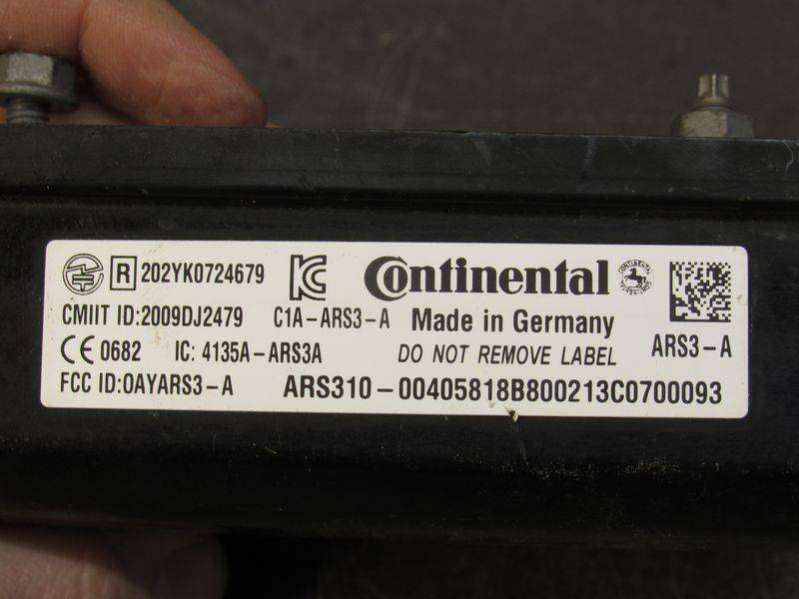 R 202YK0724679 Continental
CMIIT ID:2009DJ2479 C1A-ARS3-A Made in Germany
CE 0682 IC: 4135A-ARS3A DO NOT REMOVE LABEL ARS3-A
FCC ID:OAYARS3-A ARS310-00405818B800213C0700093